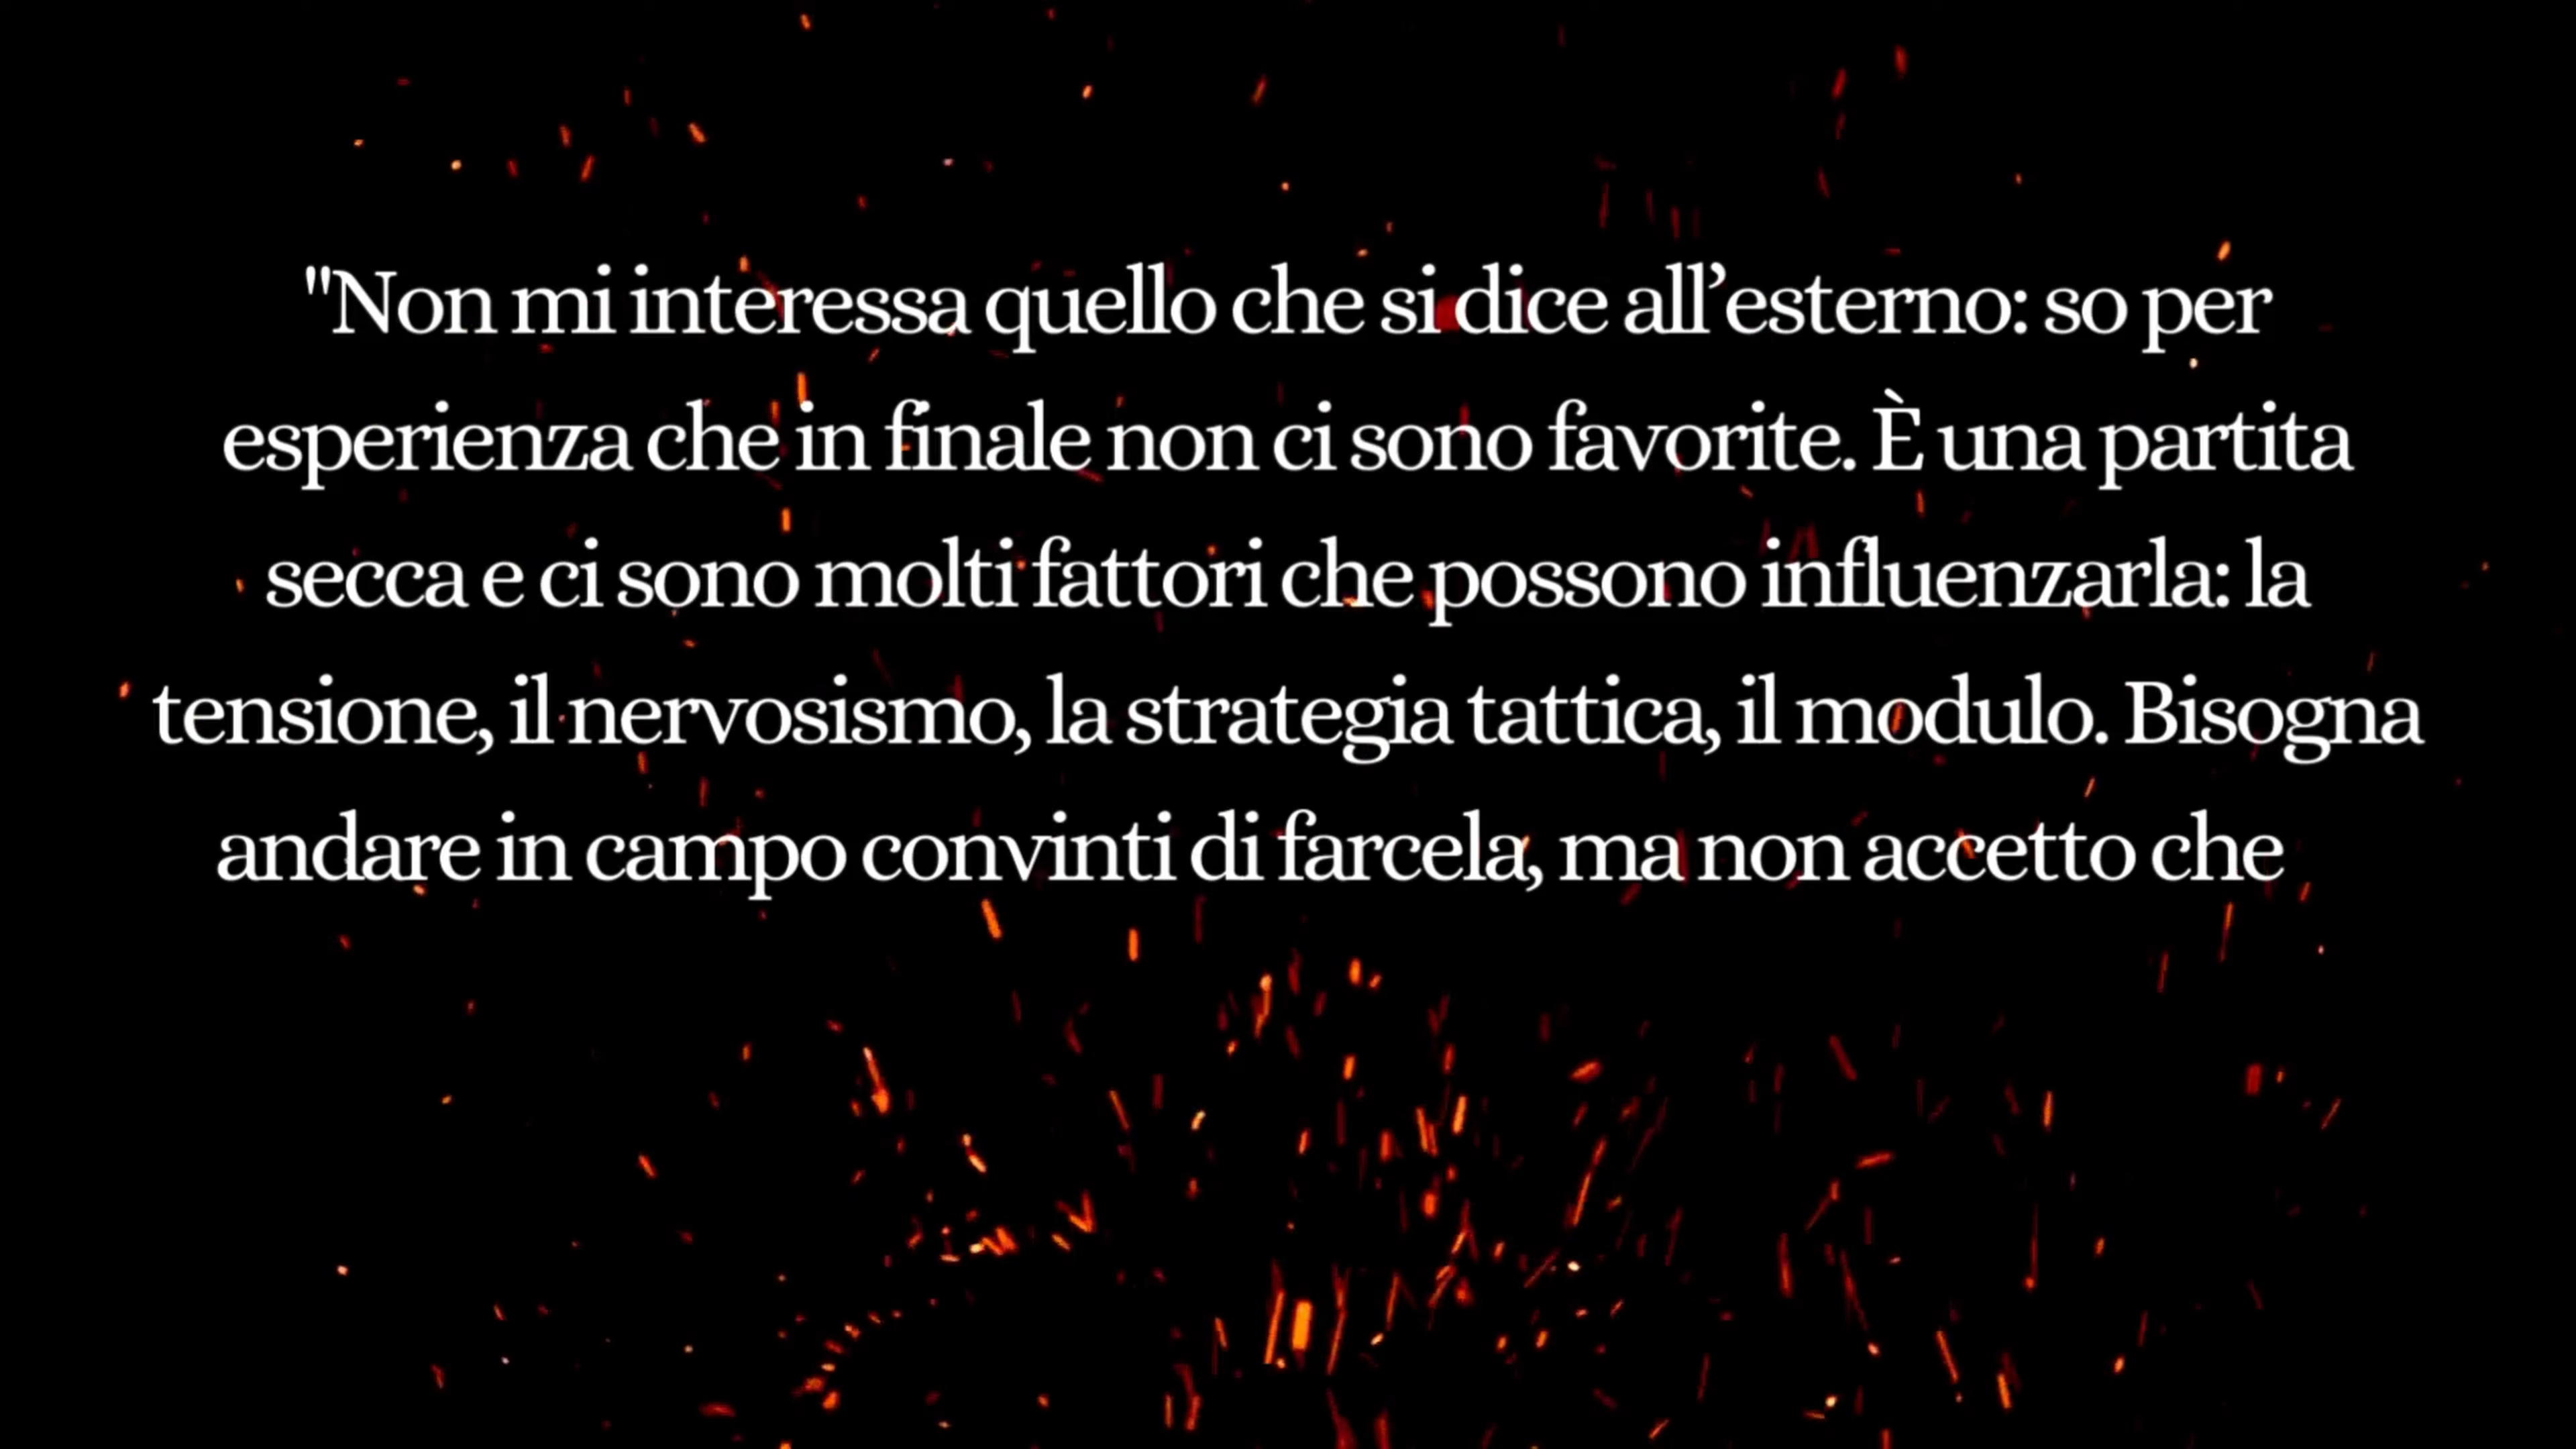 "Non mi interessa quello che si dice all’esterno: so per
esperienza che in finale non ci sono favorite. È una partita
secca e ci sono molti fattori che possono influenzarla: la
tensione, il nervosismo, la strategia tattica, il modulo. Bisogna
andare in campo convinti di farcela, ma non accetto che